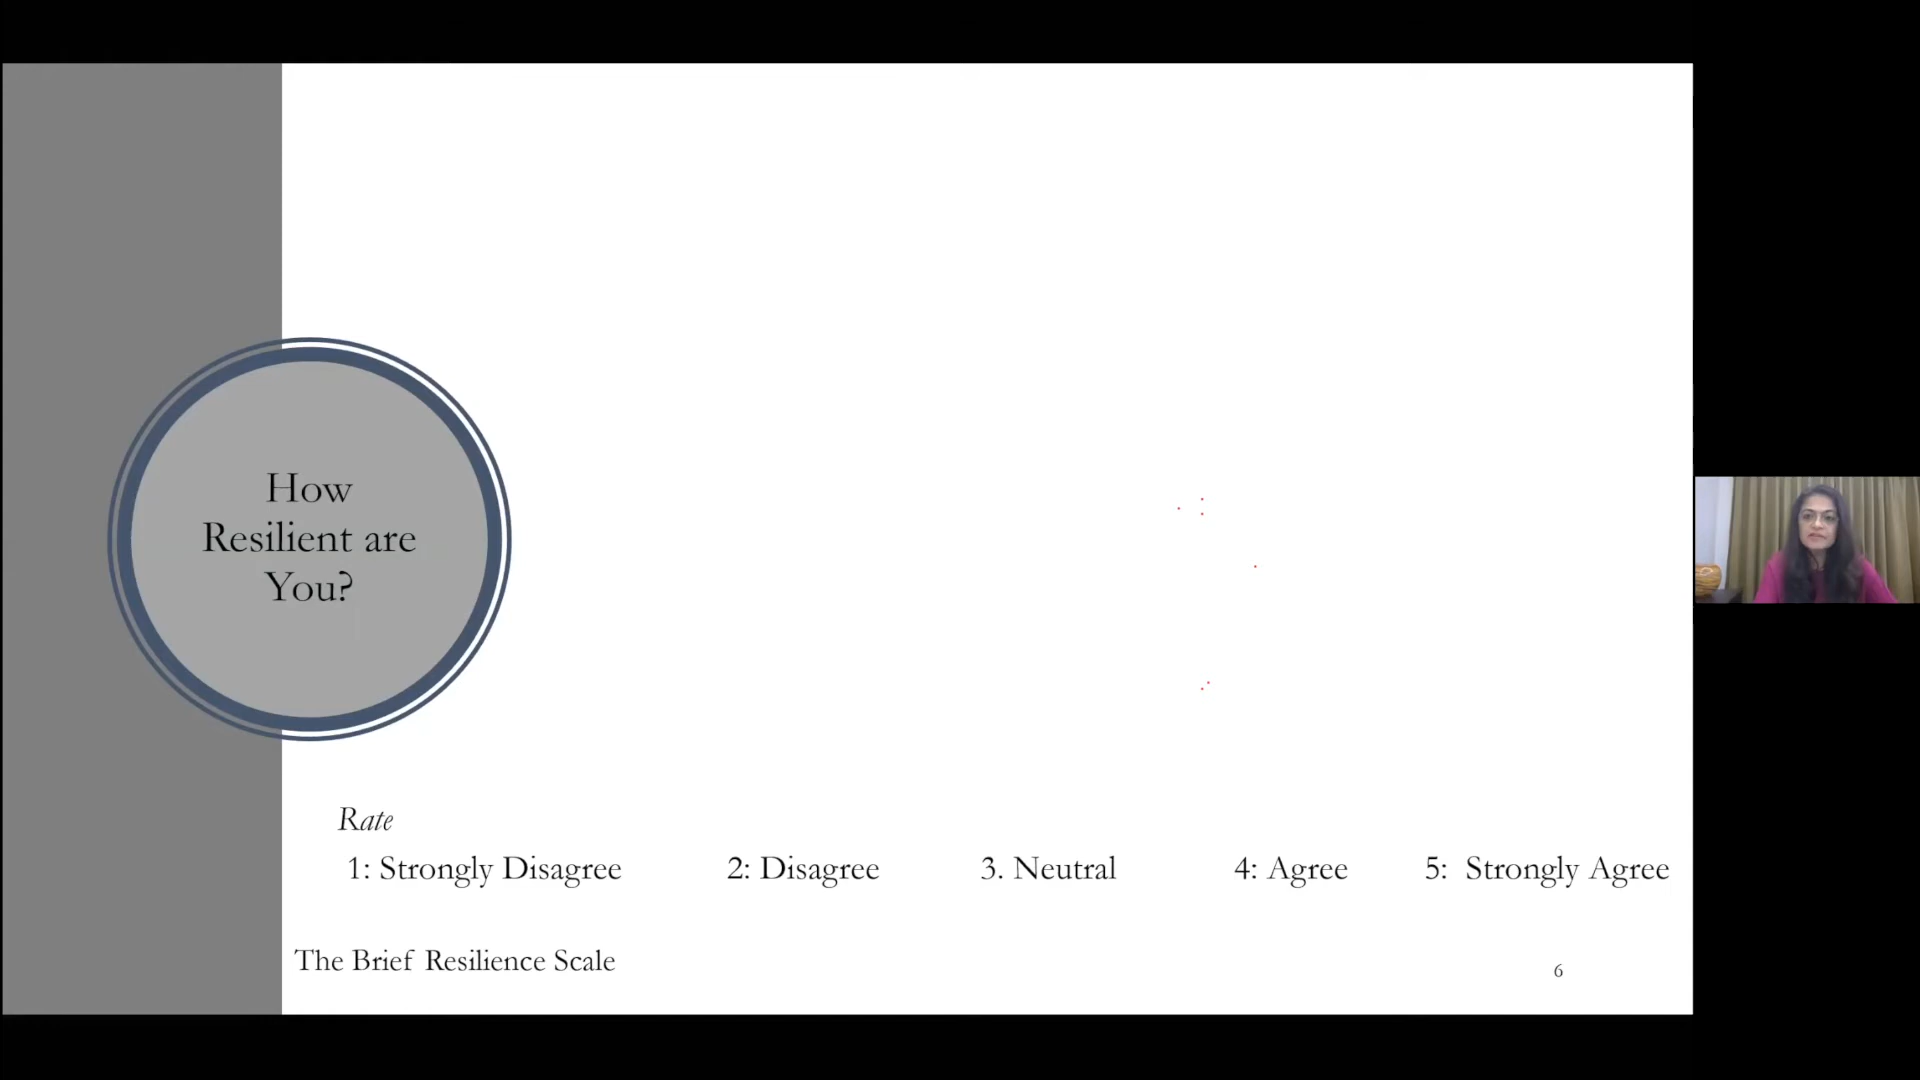 How
Resilient are
You?
Rate
1: Strongly Disagree 2: Disagree 3. Neutral 4: Agree 5: Strongly Agree
The Brief Resilience Scale
6